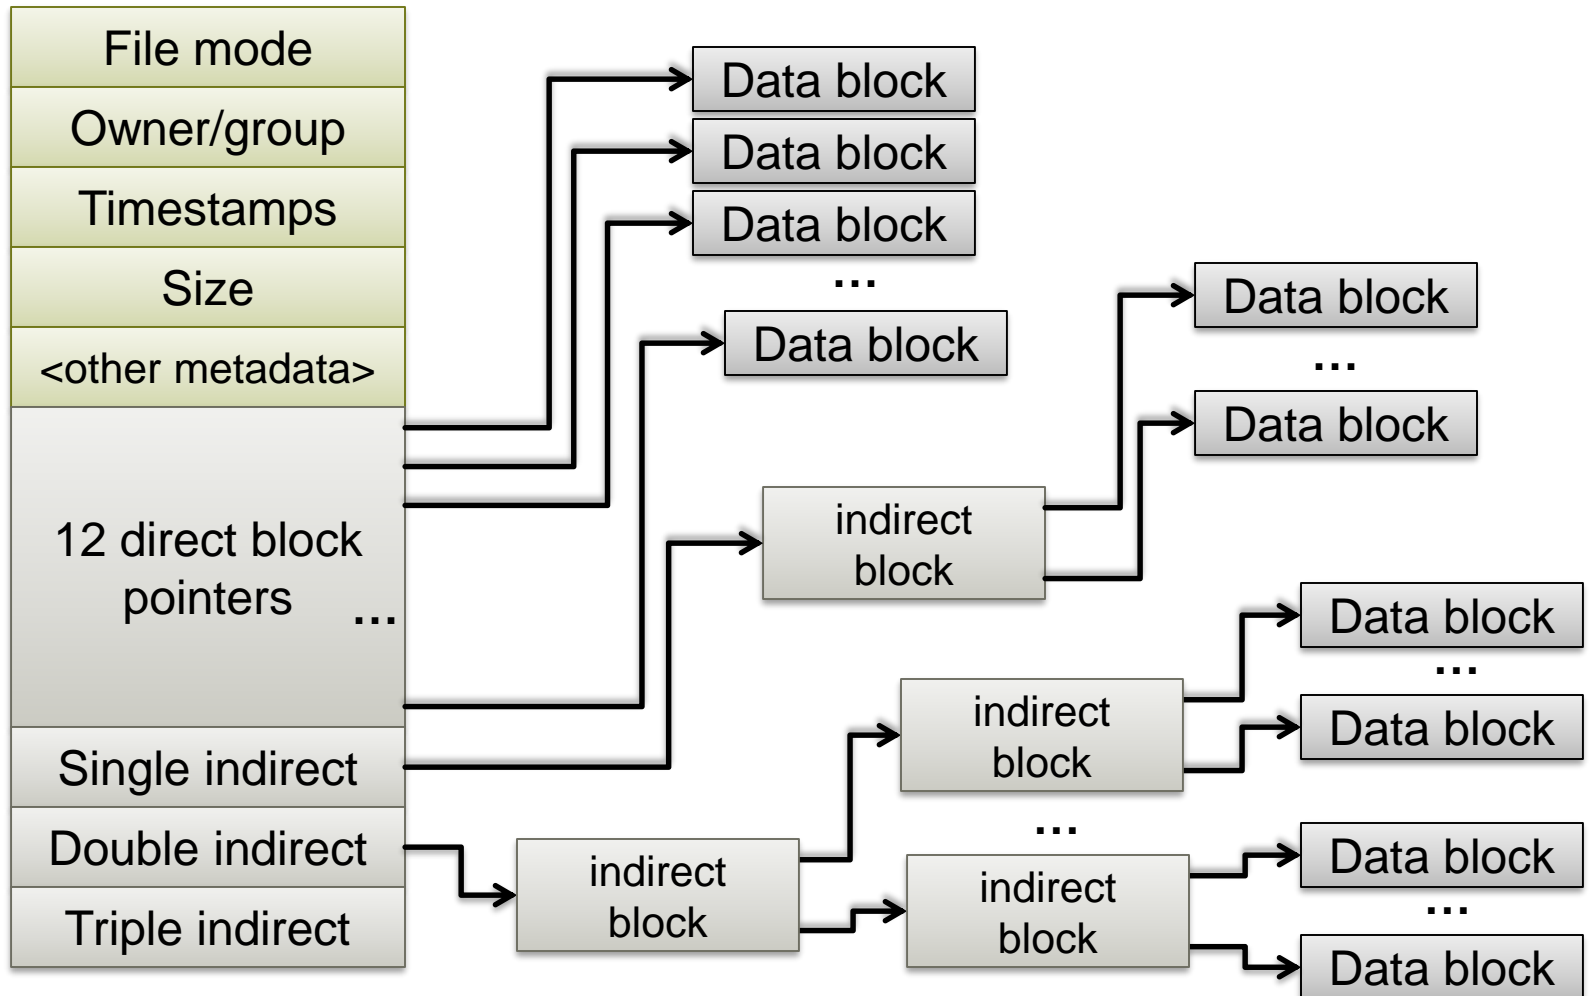 File mode
Owner/group
Timestamps
Size
<other metadata>
12 direct block
pointers ...
Single indirect
Double indirect
Triple indirect
Data block
Data block
Data block
...
Data block
Data block
...
Data block
indirect
block
indirect
block
...
indirect
block
indirect
block
Data block
...
Data block
Data block
...
Data block